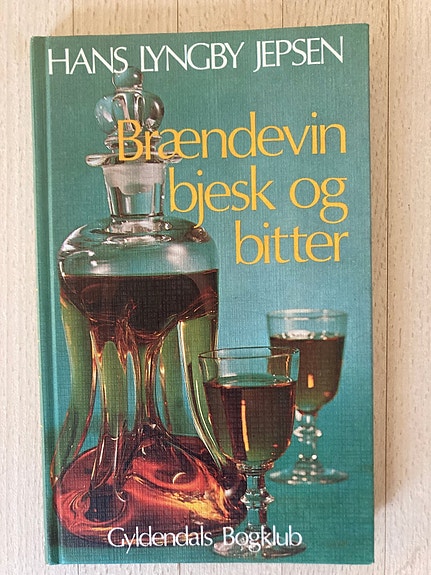 HANS LYNGBY JEPSEN
Brændevin
bjesk og
bitter
Gyldendals Bogklub